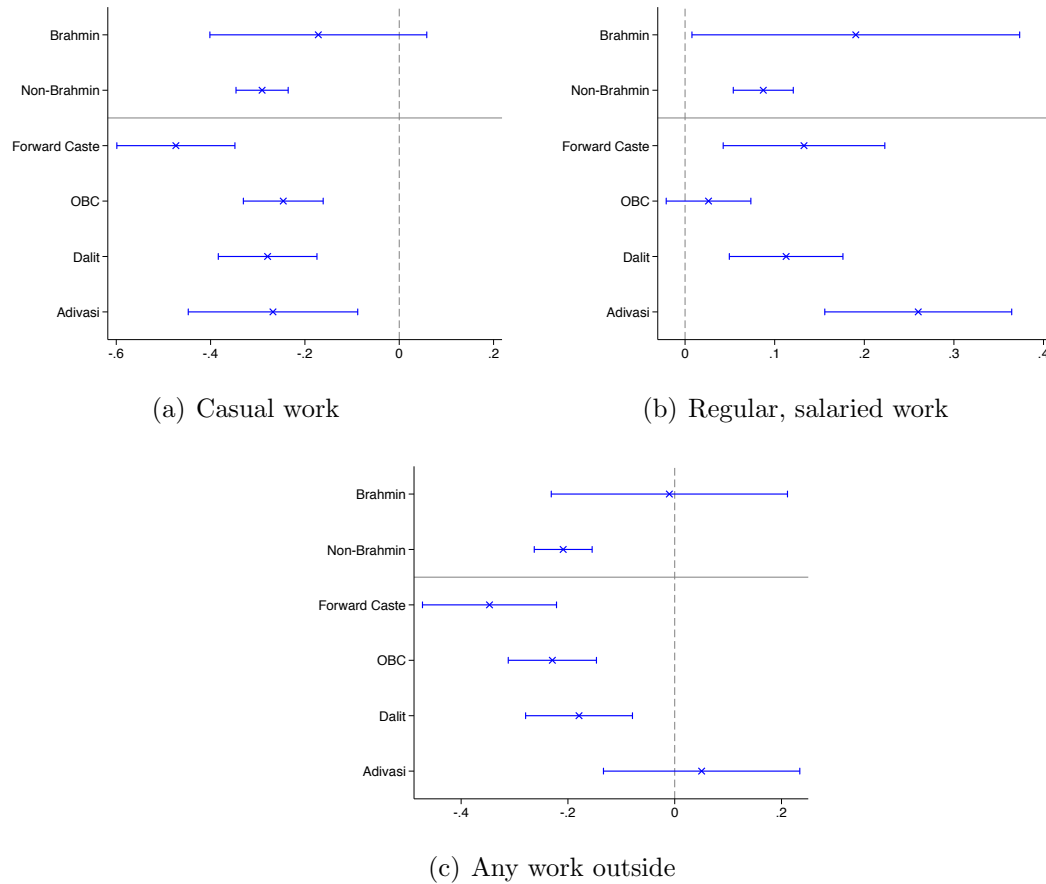 Brahmin
Non-Brahmin
Forward Caste
OBC
Dalit
Adivasi
-.6 -.4 -.2 0 .2
(a) Casual work
Brahmin
Non-Brahmin
Forward Caste
OBC
Dalit
Adivasi
0 .1 .2 .3 .4
(b) Regular, salaried work
Brahmin
Non-Brahmin
Forward Caste
OBC
Dalit
Adivasi
-.4 -.2 0 .2
(c) Any work outside